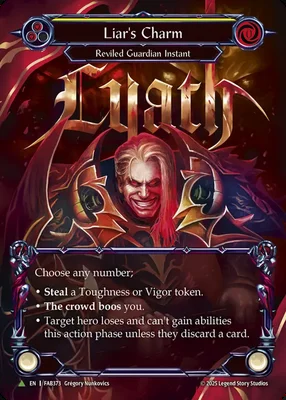 Liar's Charm
Reviled Guardian Instant
Lyath
Choose any number;
• Steal a Toughness or Vigor token.
• The crowd boos you.
• Target hero loses and can't gain abilities
this action phase unless they discard a card.
EN | FAB371 Grégory Nunkovics
© 2025 Legend Story Studios